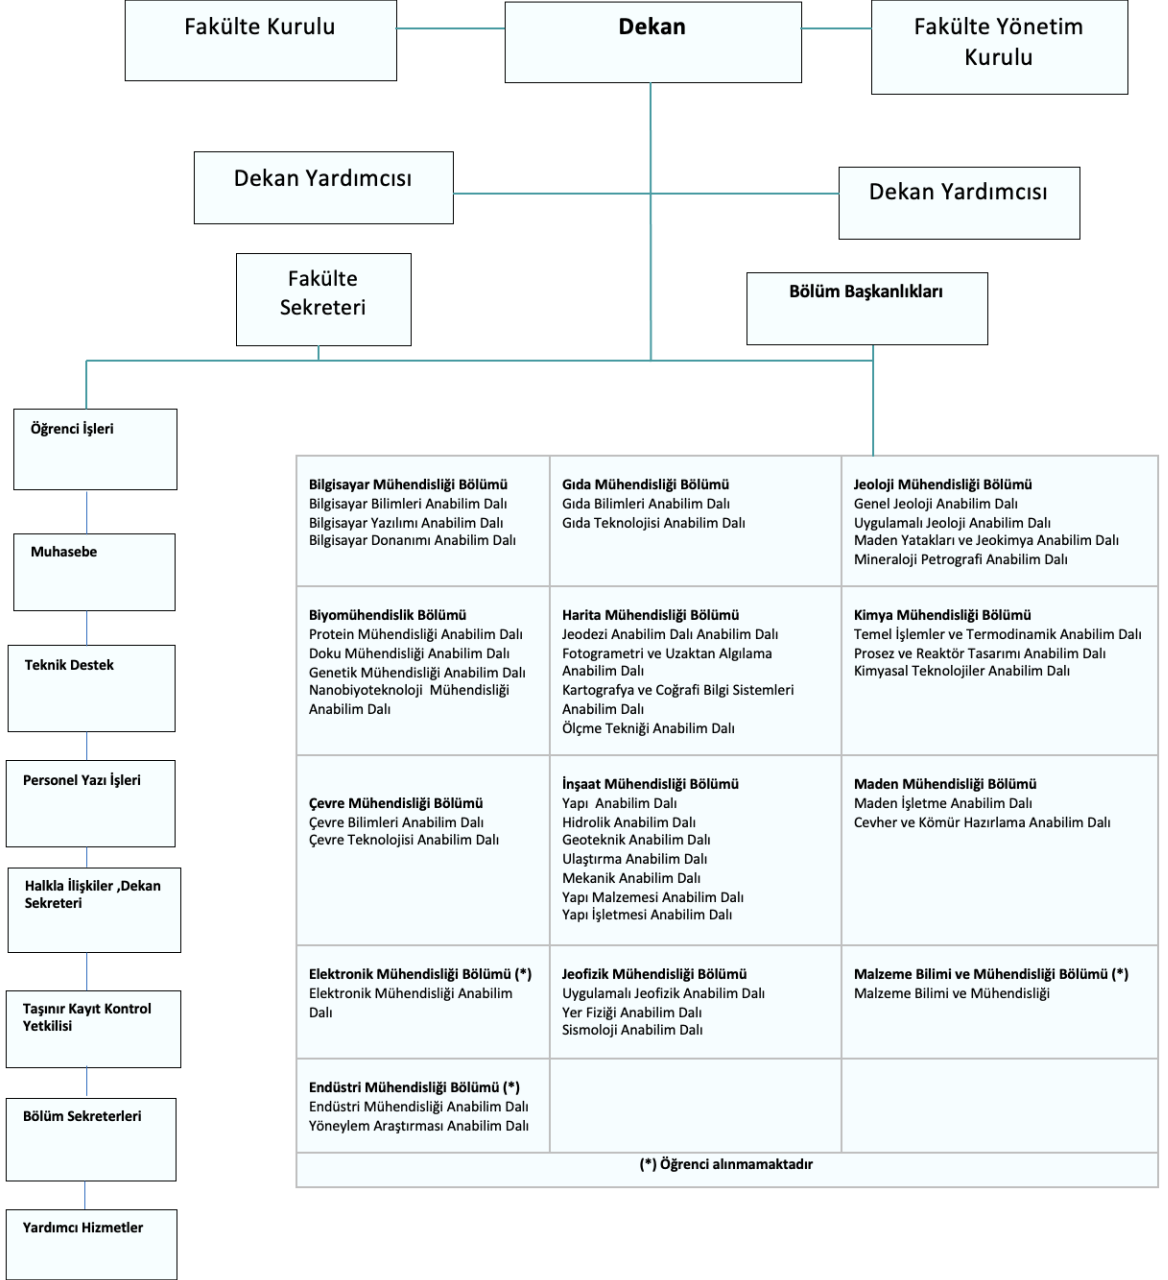 Fakülte Kurulu
Dekan
Fakülte Yönetim
Kurulu
Dekan Yardımcısı
Dekan Yardımcısı
Fakülte
Sekreteri
Bölüm Başkanlıkları
Öğrenci İşleri
Muhasebe
Teknik Destek
Personel Yazı İşleri
Halkla İlişkiler ,Dekan
Sekreteri
Taşınır Kayıt Kontrol
Yetkilisi
Bölüm Sekreterleri
Yardımcı Hizmetler
Bilgisayar Mühendisliği Bölümü
Bilgisayar Bilimleri Anabilim Dalı
Bilgisayar Yazılımı Anabilim Dalı
Bilgisayar Donanımı Anabilim Dalı
Gıda Mühendisliği Bölümü
Gıda Bilimleri Anabilim Dalı
Gıda Teknolojisi Anabilim Dalı
Jeoloji Mühendisliği Bölümü
Genel Jeoloji Anabilim Dalı
Uygulamalı Jeoloji Anabilim Dalı
Maden Yatakları ve Jeokimya Anabilim Dalı
Mineraloji Petrografi Anabilim Dalı
Biyomühendislik Bölümü
Protein Mühendisliği Anabilim Dalı
Doku Mühendisliği Anabilim Dalı
Genetik Mühendisliği Anabilim Dalı
Nanobiyoteknoloji  Mühendisliği
Anabilim Dalı
Harita Mühendisliği Bölümü
Jeodezi Anabilim Dalı Anabilim Dalı
Fotogrametri ve Uzaktan Algılama
Anabilim Dalı
Kartografya ve Coğrafi Bilgi Sistemleri
Anabilim Dalı
Ölçme Tekniği Anabilim Dalı
Kimya Mühendisliği Bölümü
Temel İşlemler ve Termodinamik Anabilim Dalı
Prosez ve Reaktör Tasarımı Anabilim Dalı
Kimyasal Teknolojiler Anabilim Dalı
Çevre Mühendisliği Bölümü
Çevre Bilimleri Anabilim Dalı
Çevre Teknolojisi Anabilim Dalı
İnşaat Mühendisliği Bölümü
Yapı  Anabilim Dalı
Hidrolik Anabilim Dalı
Geoteknik Anabilim Dalı
Ulaştırma Anabilim Dalı
Mekanik Anabilim Dalı
Yapı Malzemesi Anabilim Dalı
Yapı İşletmesi Anabilim Dalı
Maden Mühendisliği Bölümü
Maden İşletme Anabilim Dalı
Cevher ve Kömür Hazırlama Anabilim Dalı
Elektronik Mühendisliği Bölümü (*)
Elektronik Mühendisliği Anabilim
Dalı
Jeofizik Mühendisliği Bölümü
Uygulamalı Jeofizik Anabilim Dalı
Yer Fiziği Anabilim Dalı
Sismoloji Anabilim Dalı
Malzeme Bilimi ve Mühendisliği Bölümü (*)
Malzeme Bilimi ve Mühendisliği
Endüstri Mühendisliği Bölümü (*)
Endüstri Mühendisliği Anabilim Dalı
Yöneylem Araştırması Anabilim Dalı
(*) Öğrenci alınmamaktadır